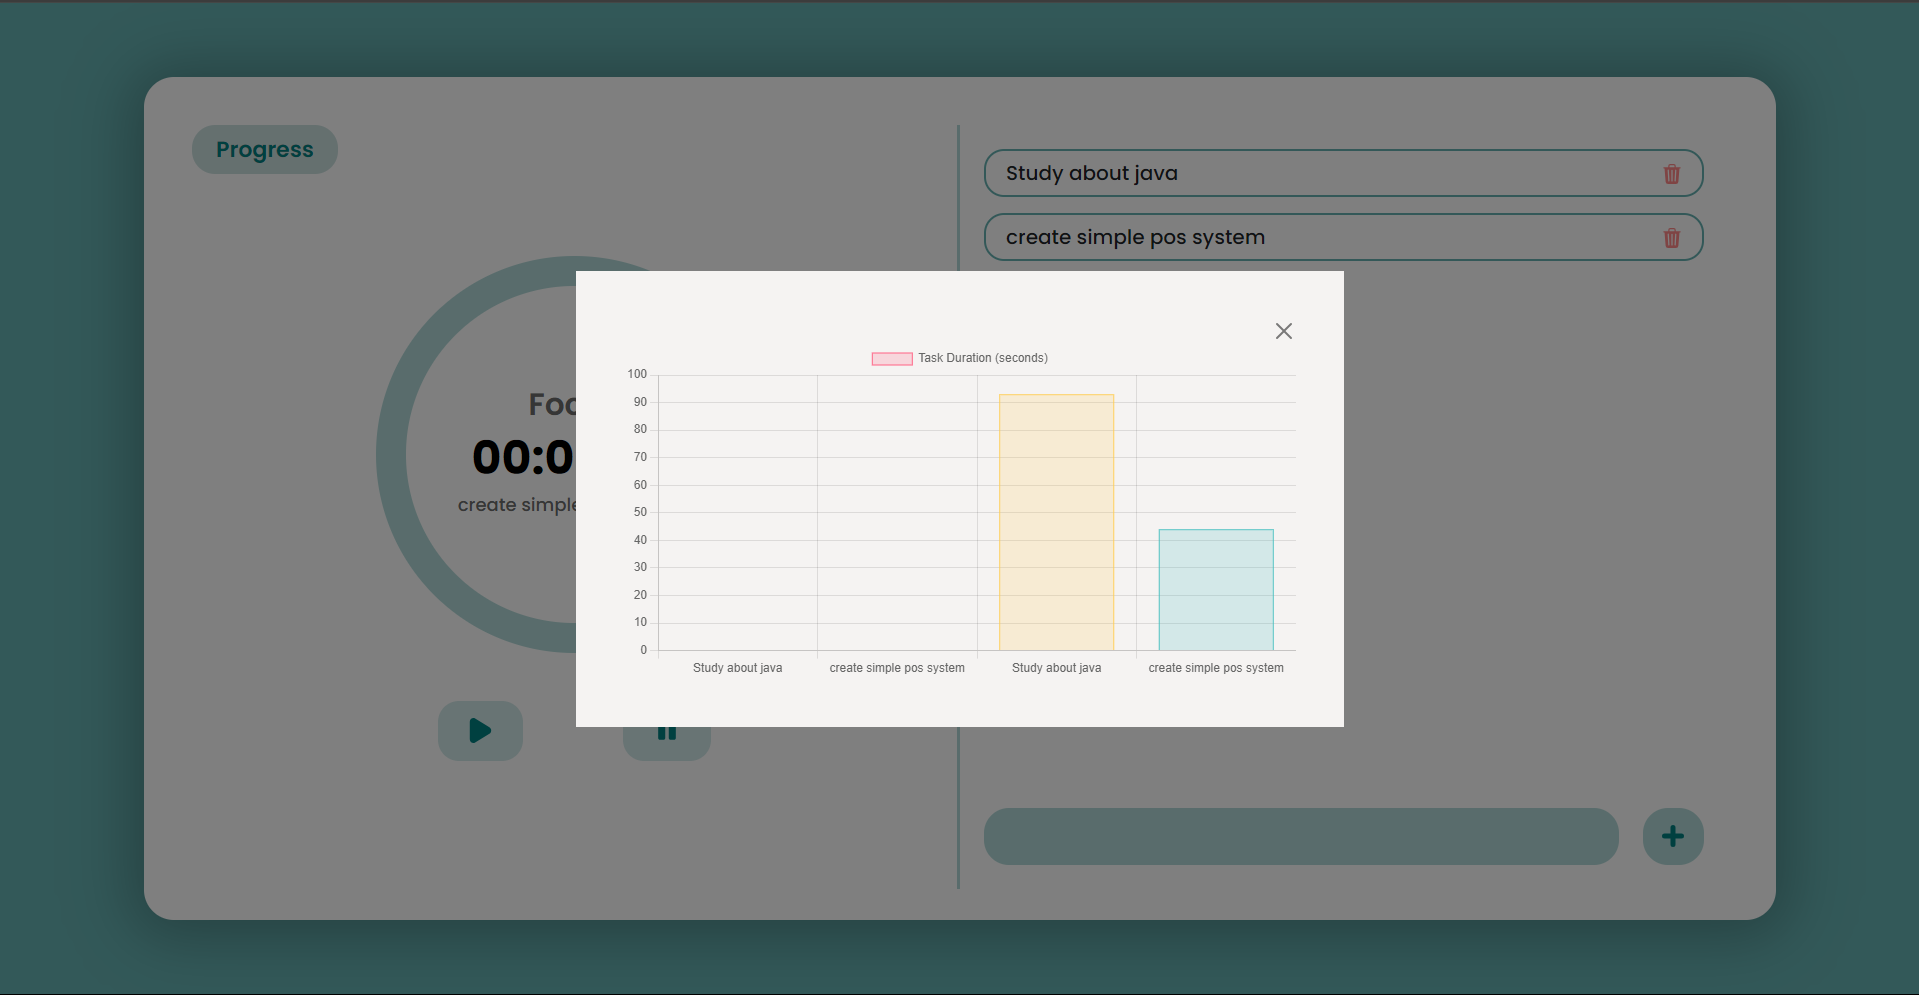 Progress
Study about java
create simple pos system
Foc
00:0
create simple
Task Duration (seconds)
100
90
80
70
60
50
40
30
20
10
0
Study about java
create simple pos system
Study about java
create simple pos system